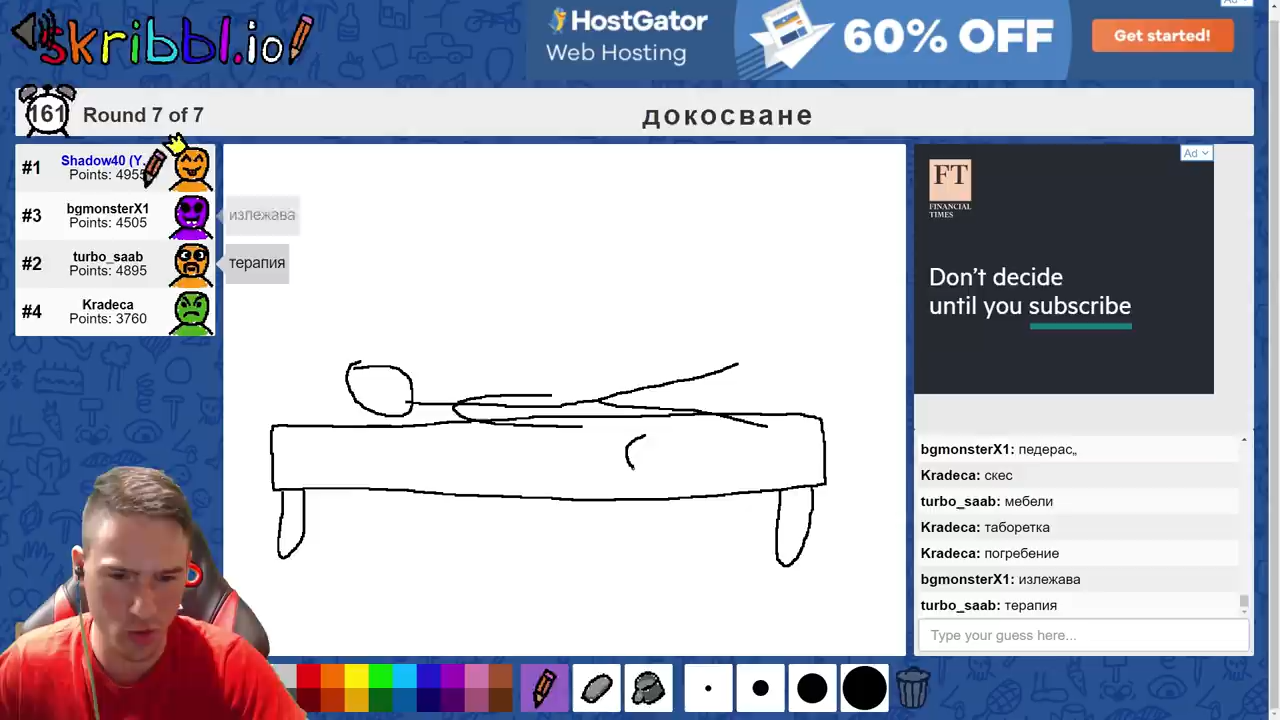 skribbl.io
HostGator
Web Hosting
60% OFF
Get started!
161
Round 7 of 7
докосване
#1
Shadow40 (Y
Points: 4955
#3
bgmonsterX1
Points: 4505
излежава
#2
turbo_saab
Points: 4895
терапия
#4
Kradeca
Points: 3760
Ad
FT
FINANCIAL
TIMES
Don't decide
until you subscribe
bgmonsterX1: педерас„
Kradeca: скес
turbo_saab: мебели
Kradeca: таборетка
Kradeca: погребение
bgmonsterX1: излежава
turbo_saab: терапия
Type your guess here...